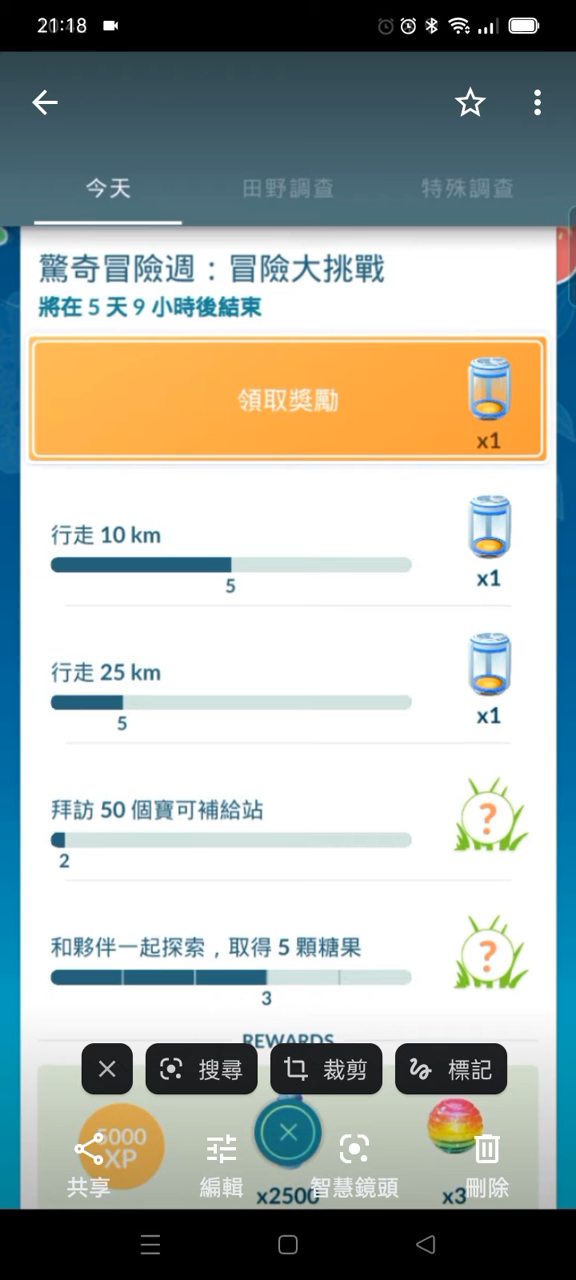 21:18
今天
田野調查
特殊調查
驚奇冒險週：冒險大挑戰
將在 5 天 9 小時後結束
領取獎勵
x1
行走 10 km
5
x1
行走 25 km
5
x1
拜訪 50 個寶可補給站
2
?
和夥伴一起探索，取得 5 顆糖果
3
?
REWARDS
搜尋
裁剪
標記
5000
XP
x2500
x3
共享
編輯
智慧鏡頭
刪除